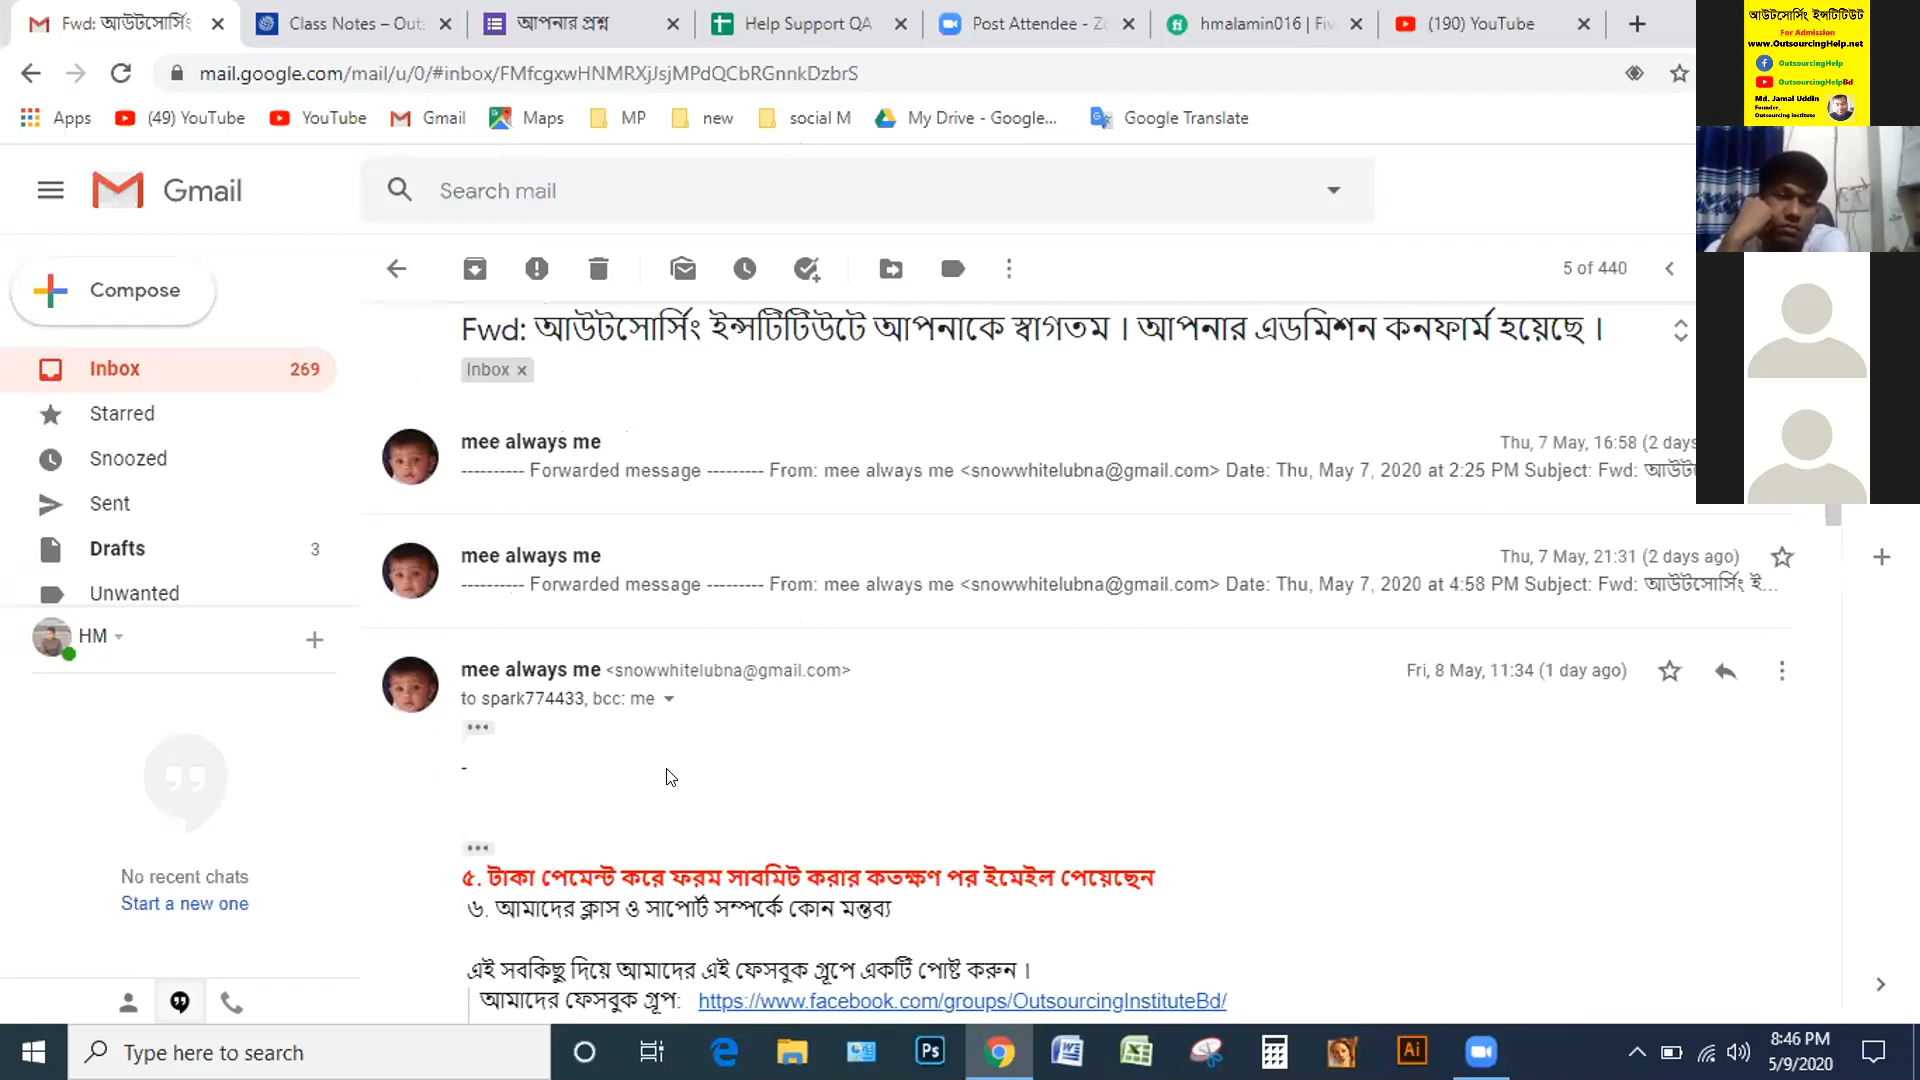 Fwd: আউটসোর্সিং
Class Notes – Out
আপনার প্রশ্ন
Help Support QA
Post Attendee - Zo
hmalamin016 | Fiv
(190) YouTube
mail.google.com/mail/u/0/#inbox/FMfcgxwHNMRXjJsjMPdQCbRGnnkDzbrS
Apps
(49) YouTube
YouTube
Gmail
Maps
MP
new
social M
My Drive - Google...
Google Translate
আউটসোর্সিং ইন্সটিটিউট
For Admission
www.OutsourcingHelp.net
OutsourcingHelp
OutsourcingHelpBd
Md. Jamal Uddin
Founder,
Outsourcing Institute
Gmail
Search mail
Compose
5 of 440
Inbox 269
Starred
Snoozed
Sent
Drafts 3
Unwanted
HM
No recent chats
Start a new one
Fwd: আউটসোর্সিং ইন্সটিটিউটে আপনাকে স্বাগতম । আপনার এডমিশন কনফার্ম হয়েছে ।
Inbox x
mee always me Thu, 7 May, 16:58 (2 days
---------- Forwarded message --------- From: mee always me <snowwhitelubna@gmail.com> Date: Thu, May 7, 2020 at 2:25 PM Subject: Fwd: আউট
mee always me Thu, 7 May, 21:31 (2 days ago)
---------- Forwarded message --------- From: mee always me <snowwhitelubna@gmail.com> Date: Thu, May 7, 2020 at 4:58 PM Subject: Fwd: আউটসোর্সিং ই...
mee always me <snowwhitelubna@gmail.com> Fri, 8 May, 11:34 (1 day ago)
to spark774433, bcc: me
-
৫. টাকা পেমেন্ট করে ফরম সাবমিট করার কতক্ষণ পর ইমেইল পেয়েছেন
৬. আমাদের ক্লাস ও সাপোর্ট সম্পর্কে কোন মন্তব্য
এই সবকিছু দিয়ে আমাদের এই ফেসবুক গ্রুপে একটি পোষ্ট করুন ।
আমাদের ফেসবুক গ্রুপ: https://www.facebook.com/groups/OutsourcingInstituteBd/
Type here to search
Ps
Ai
8:46 PM
5/9/2020